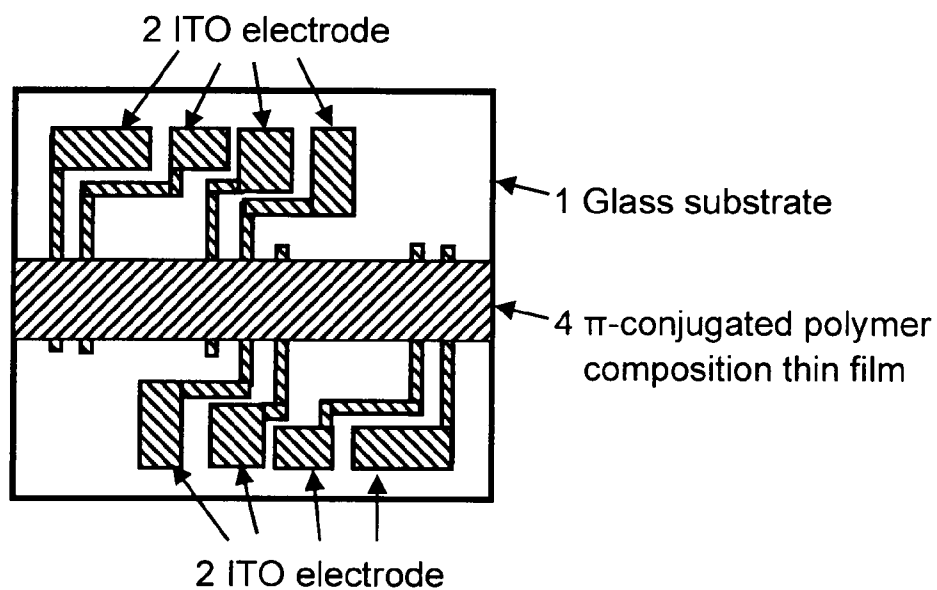 2 ITO electrode
1 Glass substrate
4 π-conjugated polymer
composition thin film
2 ITO electrode